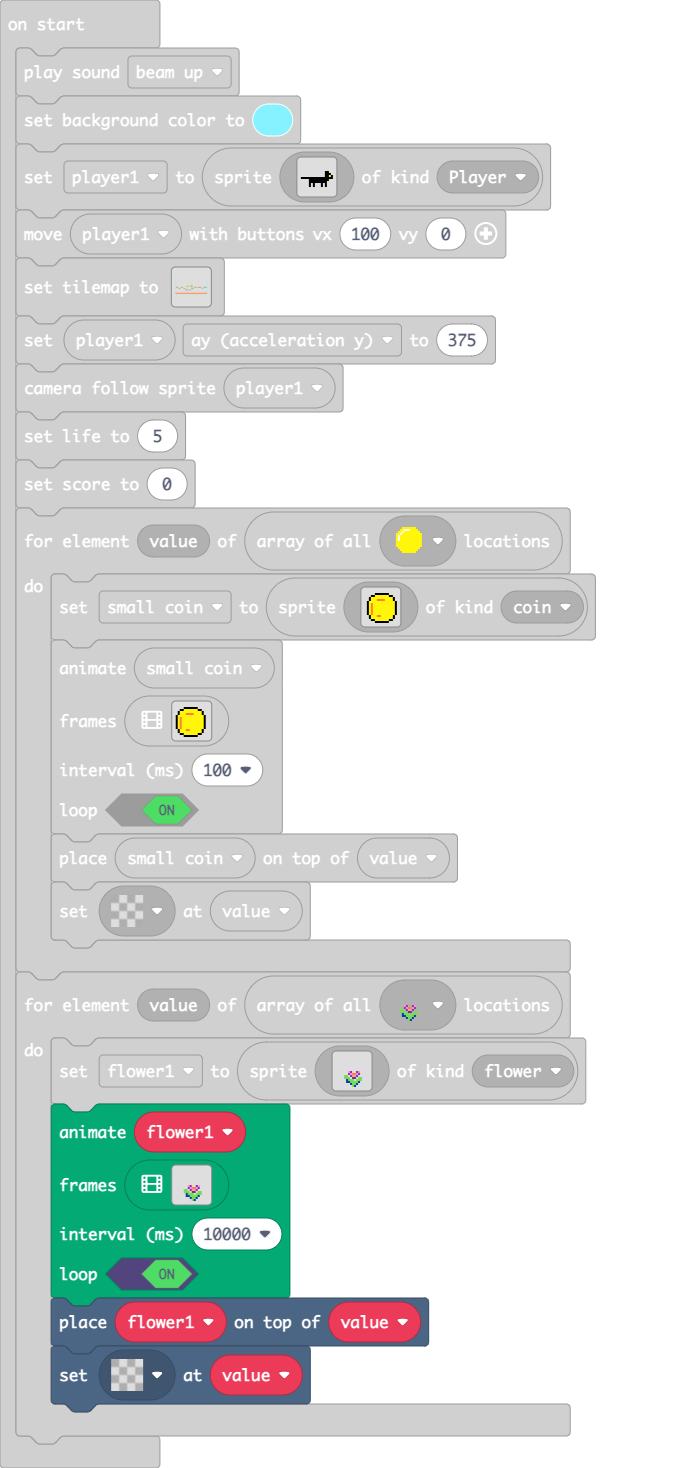 on start
play sound beam up
set background color to
set player1 to sprite of kind Player
move player1 with buttons vx 100 vy 0
set tilemap to
set player1 ay (acceleration y) to 375
camera follow sprite player1
set life to 5
set score to 0
for element value of array of all locations
do
set small coin to sprite of kind coin
animate small coin
frames
interval (ms) 100
loop ON
place small coin on top of value
set at value
for element value of array of all locations
do
set flower1 to sprite of kind flower
animate flower1
frames
interval (ms) 10000
loop ON
place flower1 on top of value
set at value